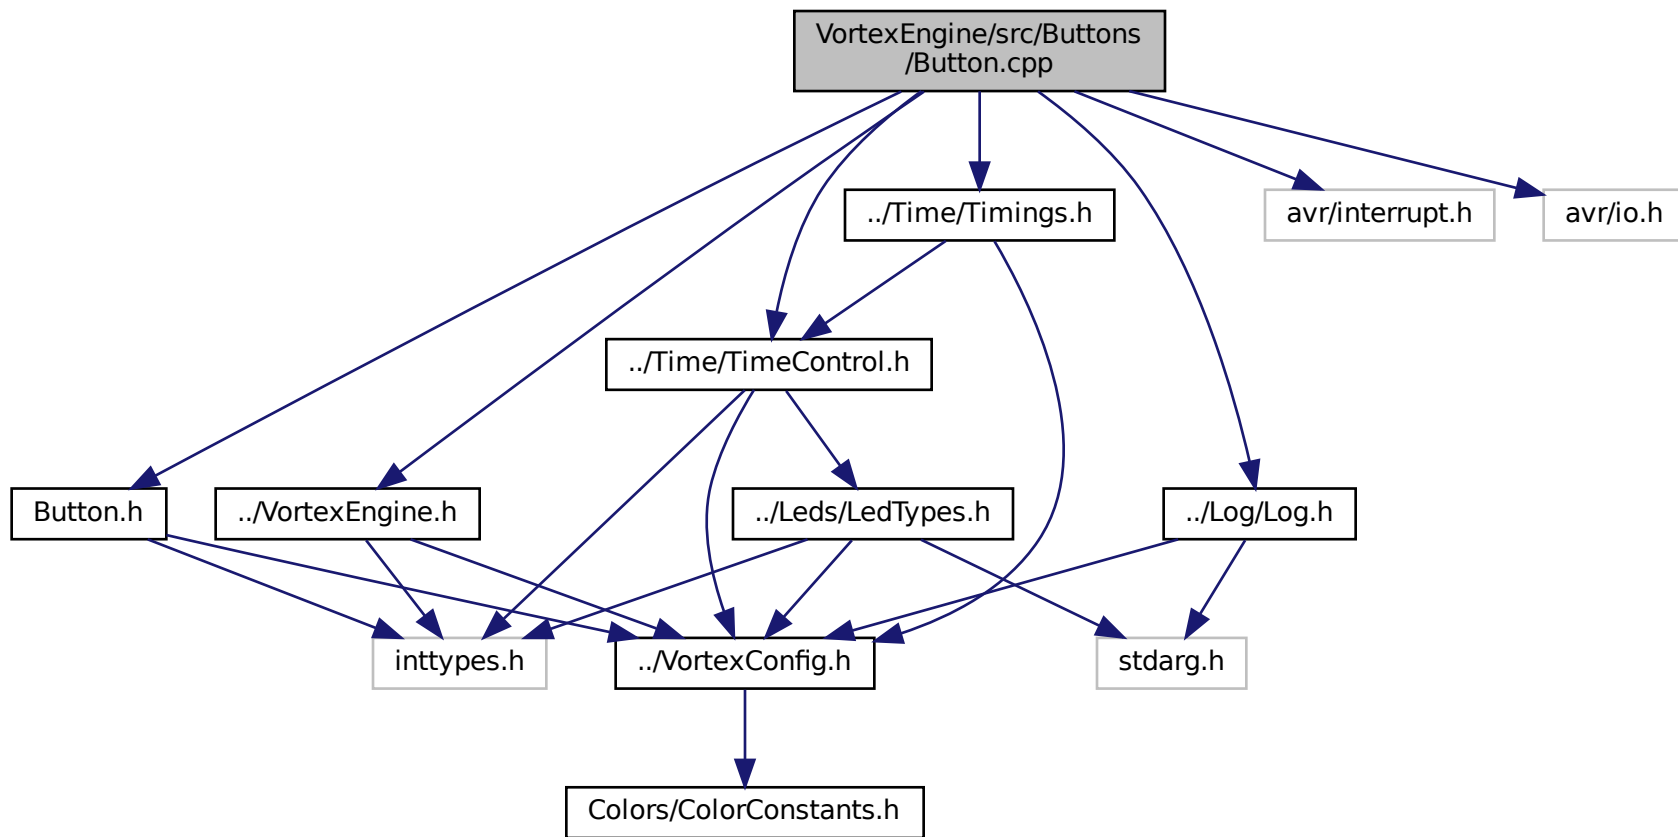 VortexEngine/src/Buttons
/Button.cpp
../Time/Timings.h
avr/interrupt.h
avr/io.h
../Time/TimeControl.h
Button.h
../VortexEngine.h
../Leds/LedTypes.h
../Log/Log.h
inttypes.h
../VortexConfig.h
stdarg.h
Colors/ColorConstants.h